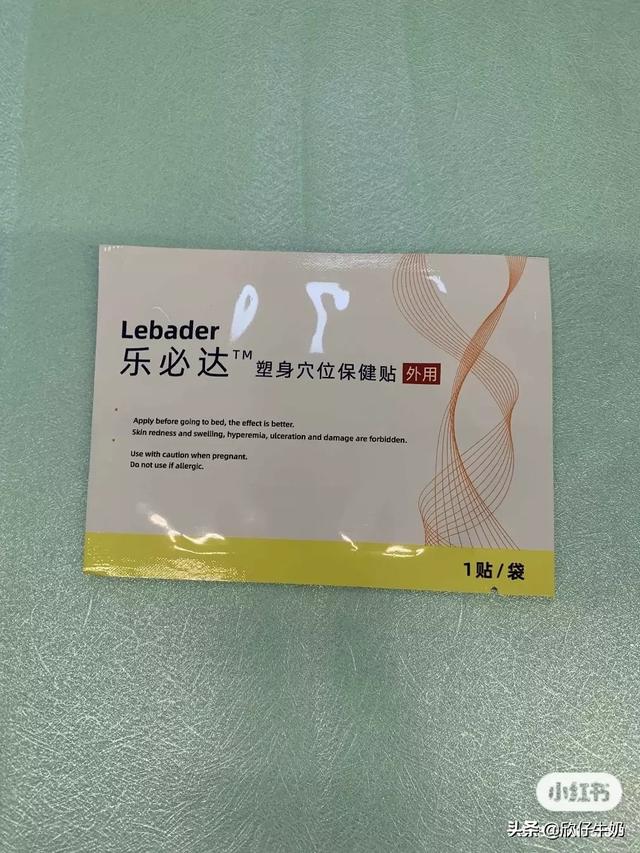 Lebader
乐必达™塑身穴位保健贴 外用
Apply before going to bed, the effect is better.
Skin redness and swelling, hyperemia, ulceration and damage are forbidden.
Use with caution when pregnant.
Do not use if allergic.
1贴/袋
小红书
头条 @欣仔牛奶